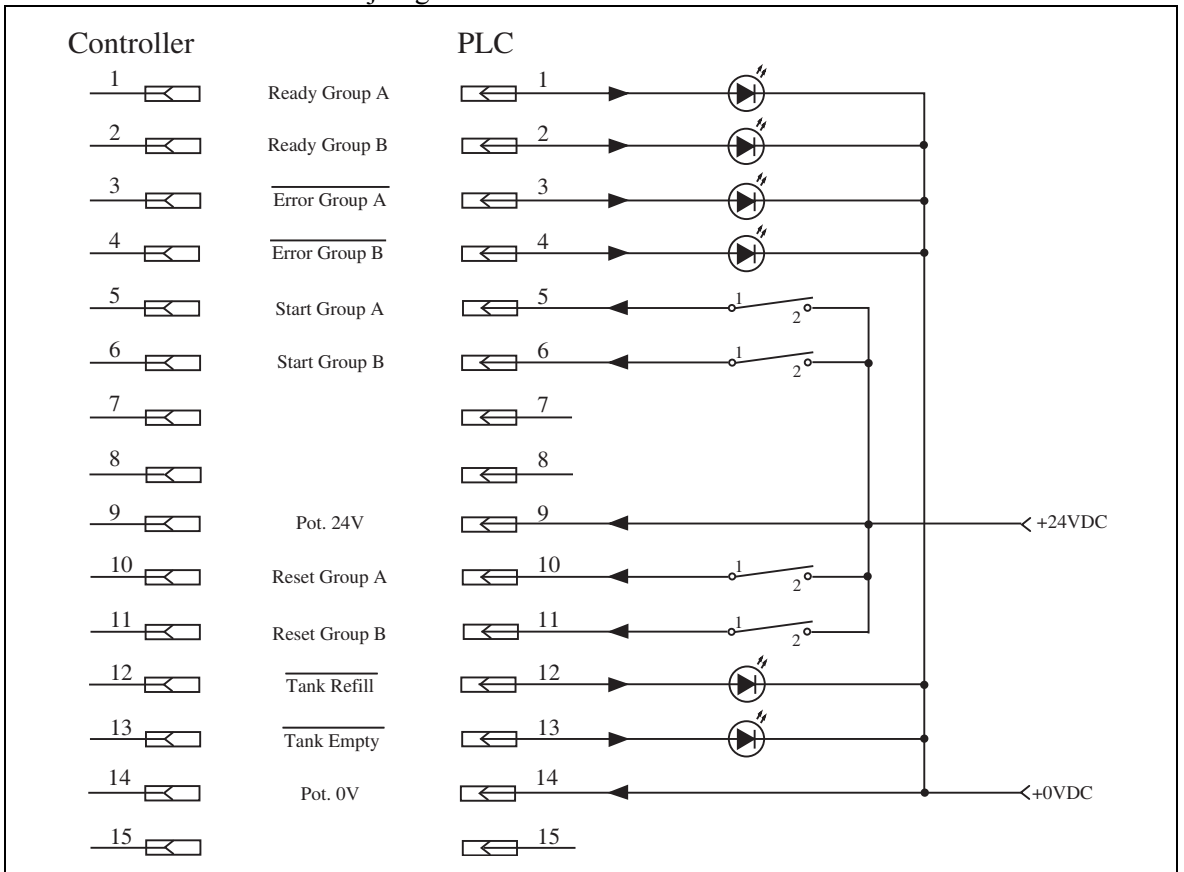 Controller PLC
1 Ready Group A 1
2 Ready Group B 2
3 Error Group A 3
4 Error Group B 4
5 Start Group A 5 1 2
6 Start Group B 6 1 2
7 7
8 8
9 Pot. 24V 9 +24VDC
10 Reset Group A 10 1 2
11 Reset Group B 11 1 2
12 Tank Refill 12
13 Tank Empty 13
14 Pot. 0V 14 +0VDC
15 15